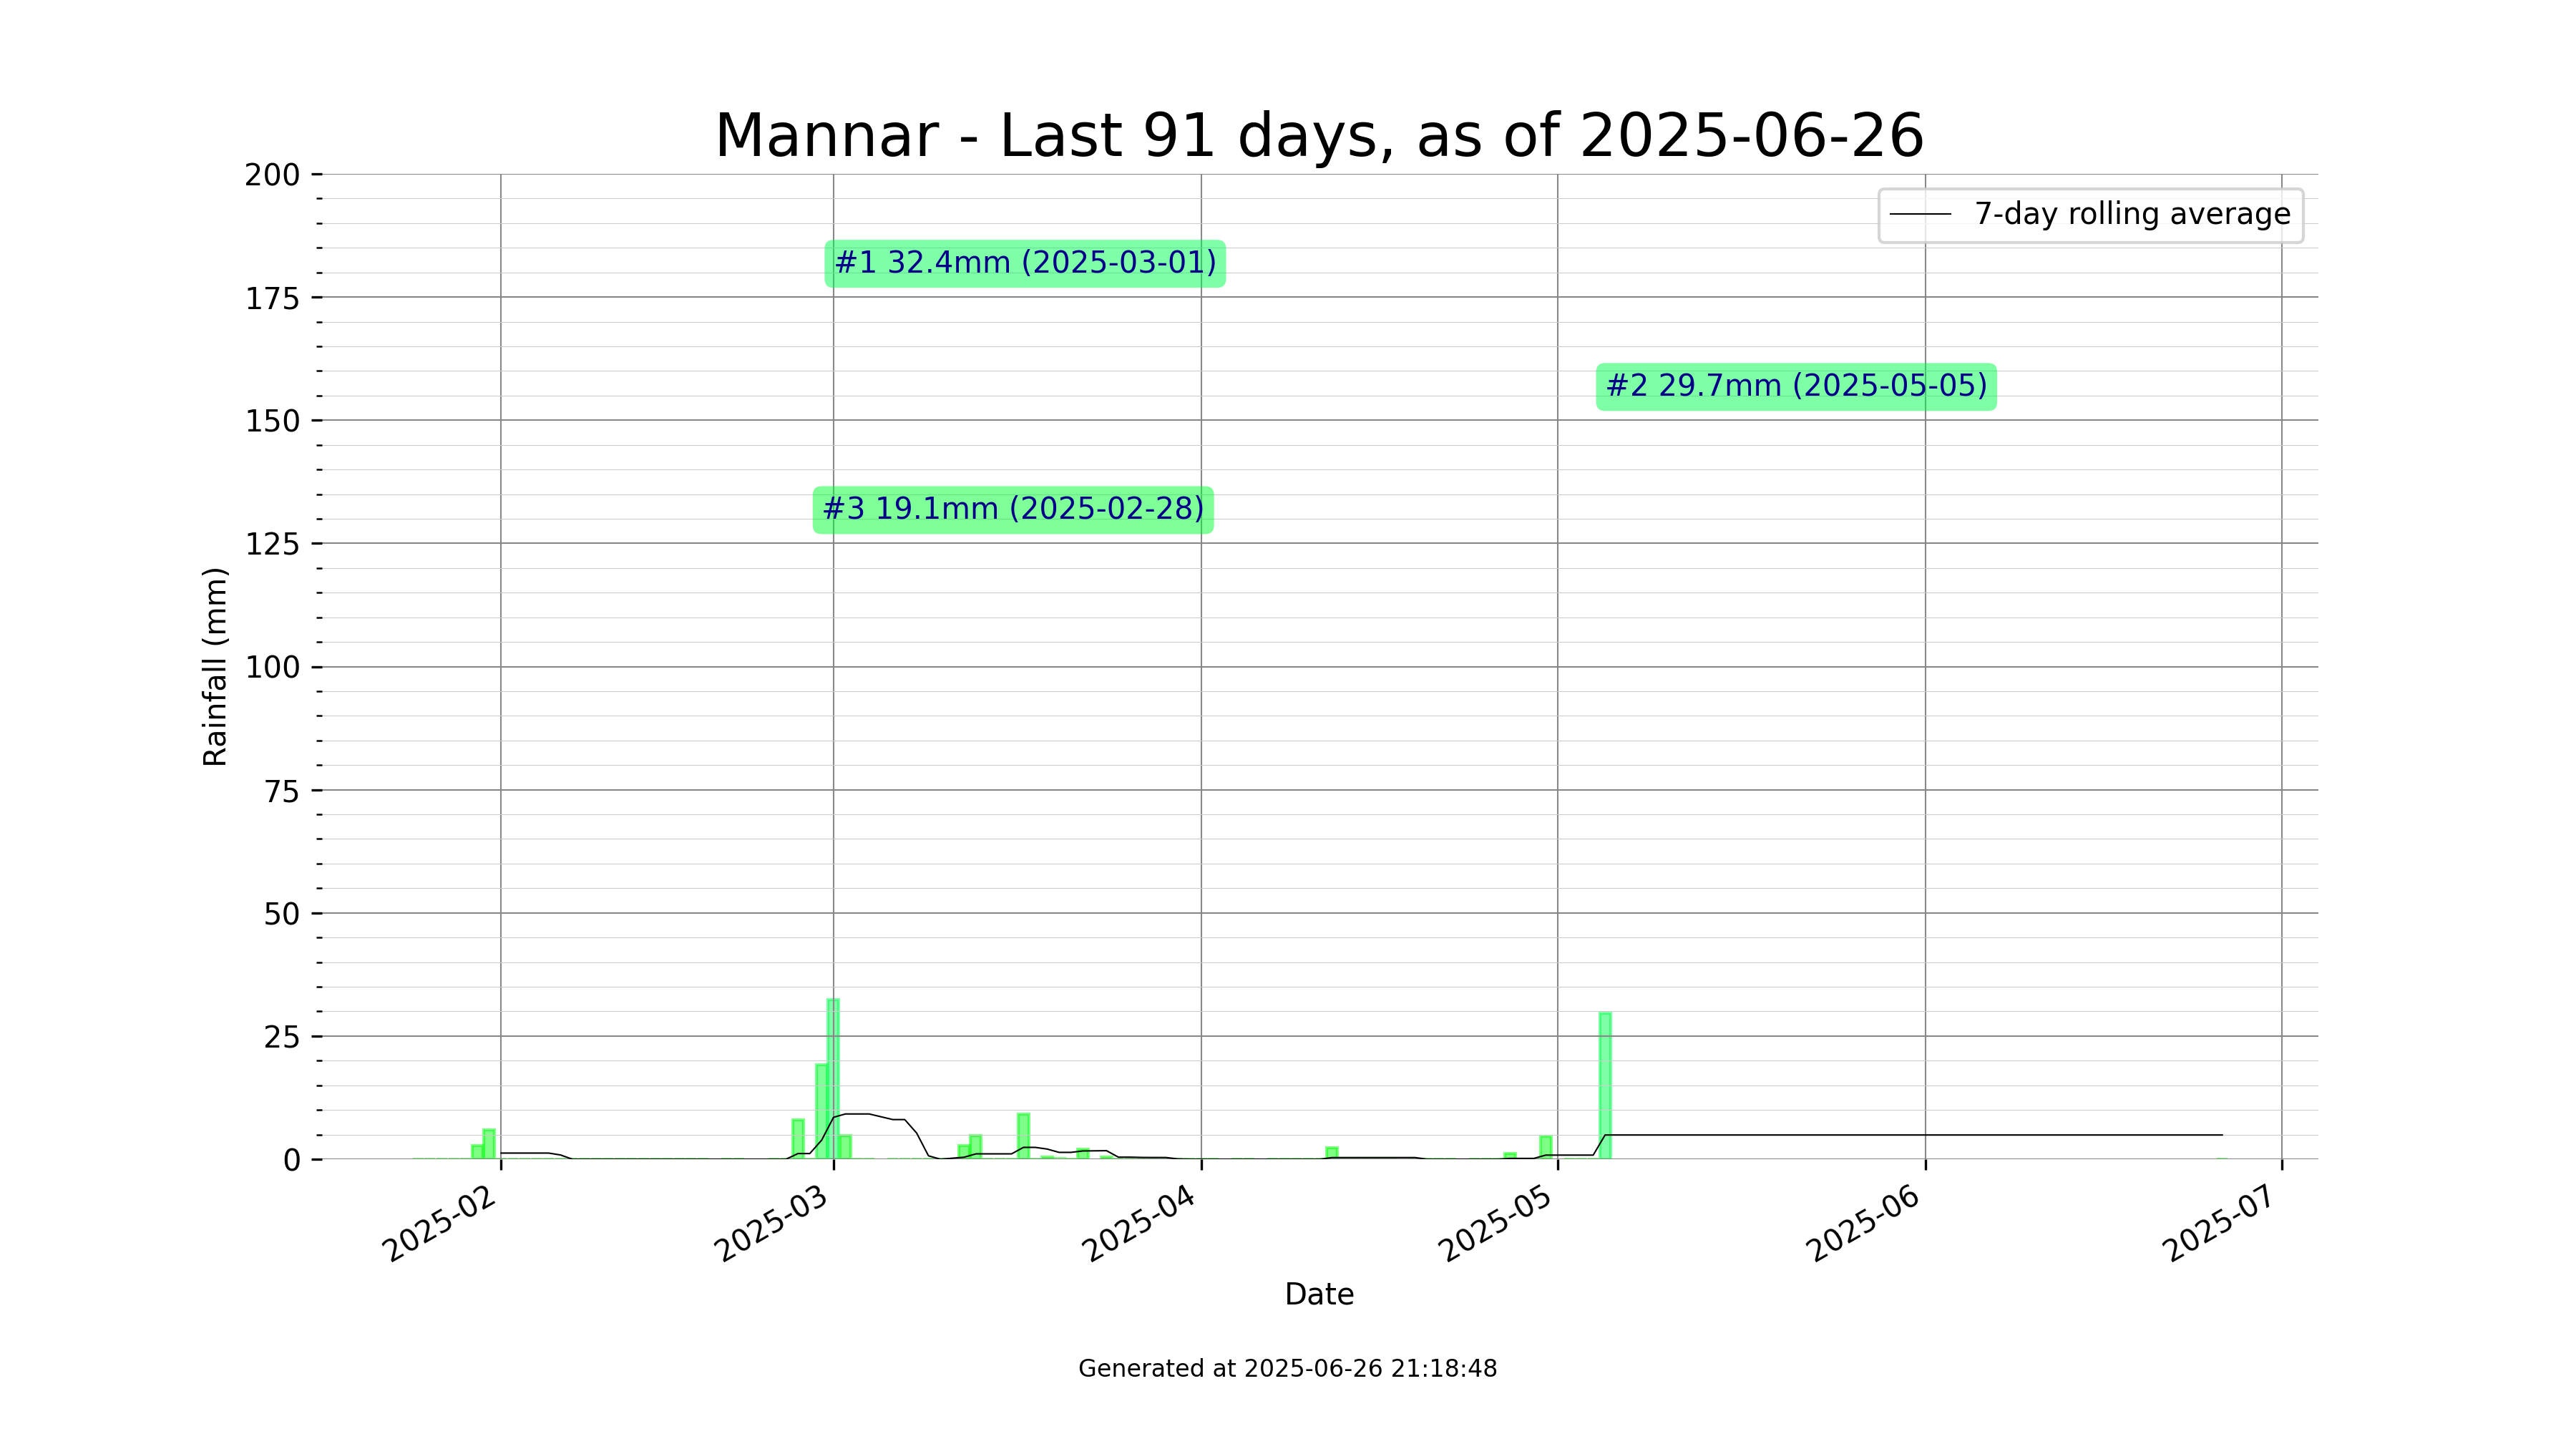 Mannar - Last 91 days, as of 2025-06-26
200
175
150
125
100
75
50
25
0
Rainfall (mm)
7-day rolling average
#1 32.4mm (2025-03-01)
#2 29.7mm (2025-05-05)
#3 19.1mm (2025-02-28)
2025-02
2025-03
2025-04
2025-05
2025-06
2025-07
Date
Generated at 2025-06-26 21:18:48